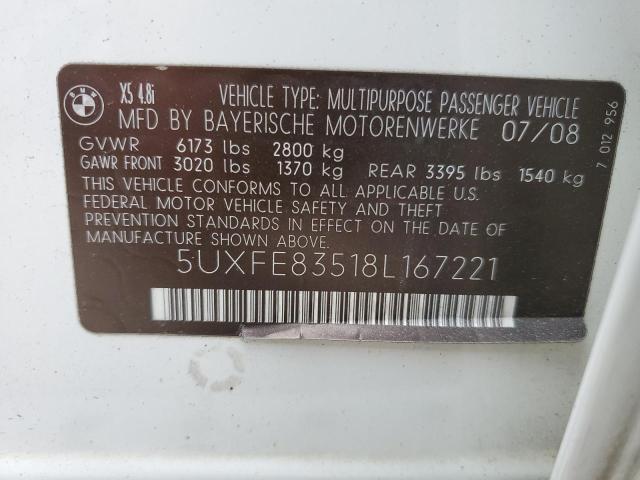 BMW X5 4.8i VEHICLE TYPE: MULTIPURPOSE PASSENGER VEHICLE
MFD BY BAYERISCHE MOTORENWERKE 07/08
GVWR 6173 lbs 2800 kg
GAWR FRONT 3020 lbs 1370 kg REAR 3395 lbs 1540 kg
THIS VEHICLE CONFORMS TO ALL APPLICABLE U.S.
FEDERAL MOTOR VEHICLE SAFETY AND THEFT
PREVENTION STANDARDS IN EFFECT ON THE DATE OF
MANUFACTURE SHOWN ABOVE:
5UXFE83518L167221
7 012 956